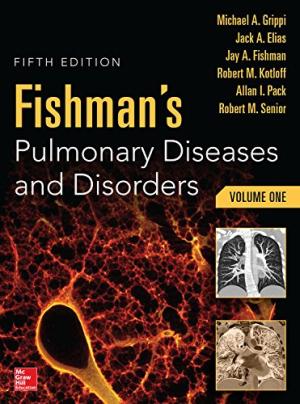 Michael A. Grippi
Jack A. Elias
Jay A. Fishman
Robert M. Kotloff
Allan I. Pack
Robert M. Senior
FIFTH EDITION
Fishman's
Pulmonary Diseases
and Disorders
VOLUME ONE
Mc
Graw
Hill
Education